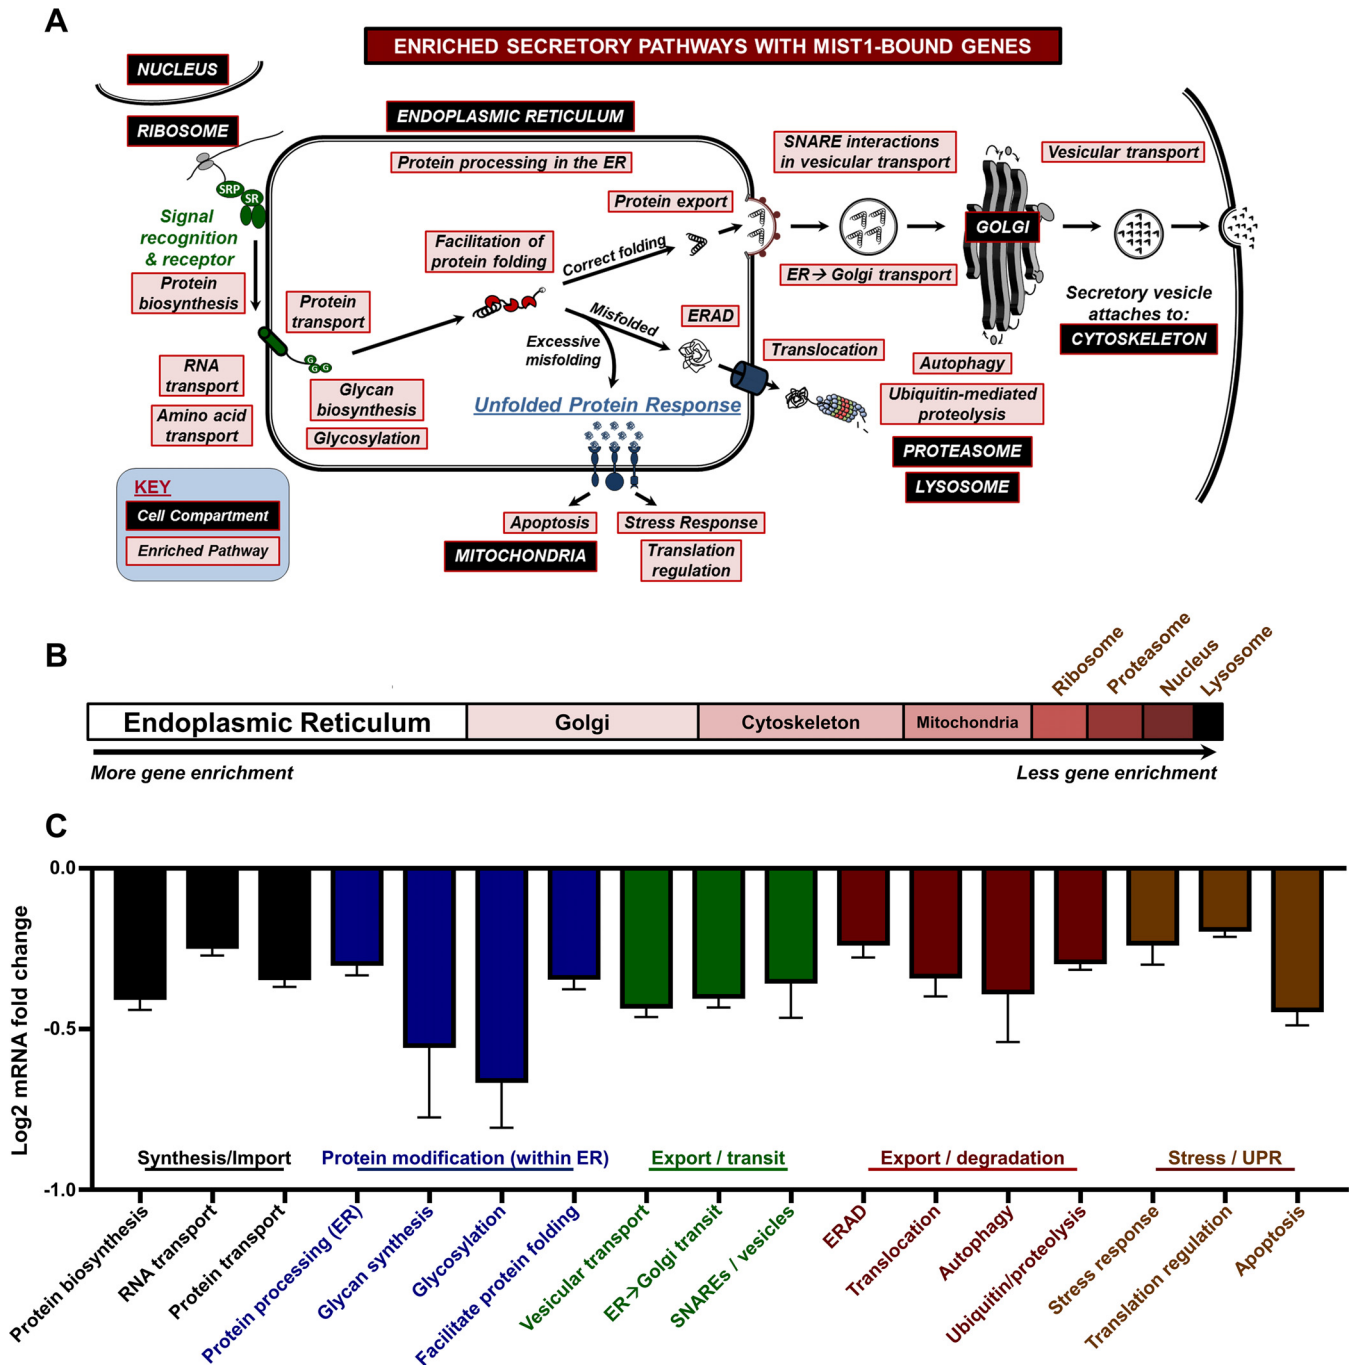 A
ENRICHED SECRETORY PATHWAYS WITH MIST1-BOUND GENES
NUCLEUS
RIBOSOME
ENDOPLASMIC RETICULUM
Protein processing in the ER
SRP
SR
Signal
recognition
& receptor
Protein
biosynthesis
Protein
transport
RNA
transport
Amino acid
transport
G
G
G
Glycan
biosynthesis
Glycosylation
Facilitation of
protein folding
Correct folding
Protein export
Misfolded
Excessive
misfolding
ERAD
Unfolded Protein Response
Translocation
SNARE interactions
in vesicular transport
ER→ Golgi transport
GOLGI
Vesicular transport
Secretory vesicle
attaches to:
CYTOSKELETON
Autophagy
Ubiquitin-mediated
proteolysis
PROTEASOME
LYSOSOME
Apoptosis
MITOCHONDRIA
Stress Response
Translation
regulation
KEY
Cell Compartment
Enriched Pathway
B
Ribosome
Proteasome
Nucleus
Lysosome
Endoplasmic Reticulum
Golgi
Cytoskeleton
Mitochondria
More gene enrichment
Less gene enrichment
C
Log2 mRNA fold change
0.0
-0.5
-1.0
Synthesis/Import
Protein modification (within ER)
Export / transit
Export / degradation
Stress / UPR
Protein biosynthesis
RNA transport
Protein transport
Protein processing (ER)
Glycan synthesis
Glycosylation
Facilitate protein folding
Vesicular transport
ER→Golgi transit
SNAREs / vesicles
ERAD
Translocation
Autophagy
Ubiquitin/proteolysis
Stress response
Translation regulation
Apoptosis